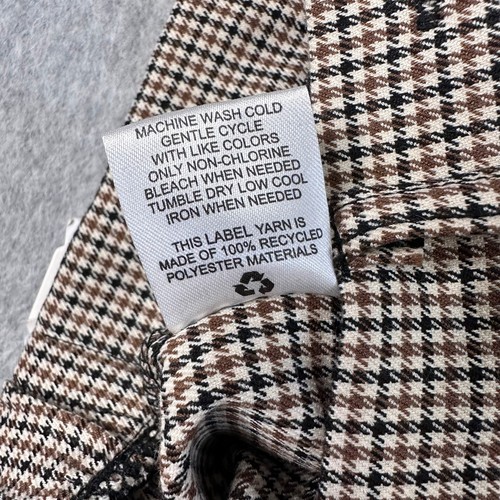 MACHINE WASH COLD
GENTLE CYCLE
WITH LIKE COLORS
ONLY NON-CHLORINE
BLEACH WHEN NEEDED
TUMBLE DRY LOW COOL
IRON WHEN NEEDED
THIS LABEL YARN IS
MADE OF 100% RECYCLED
POLYESTER MATERIALS